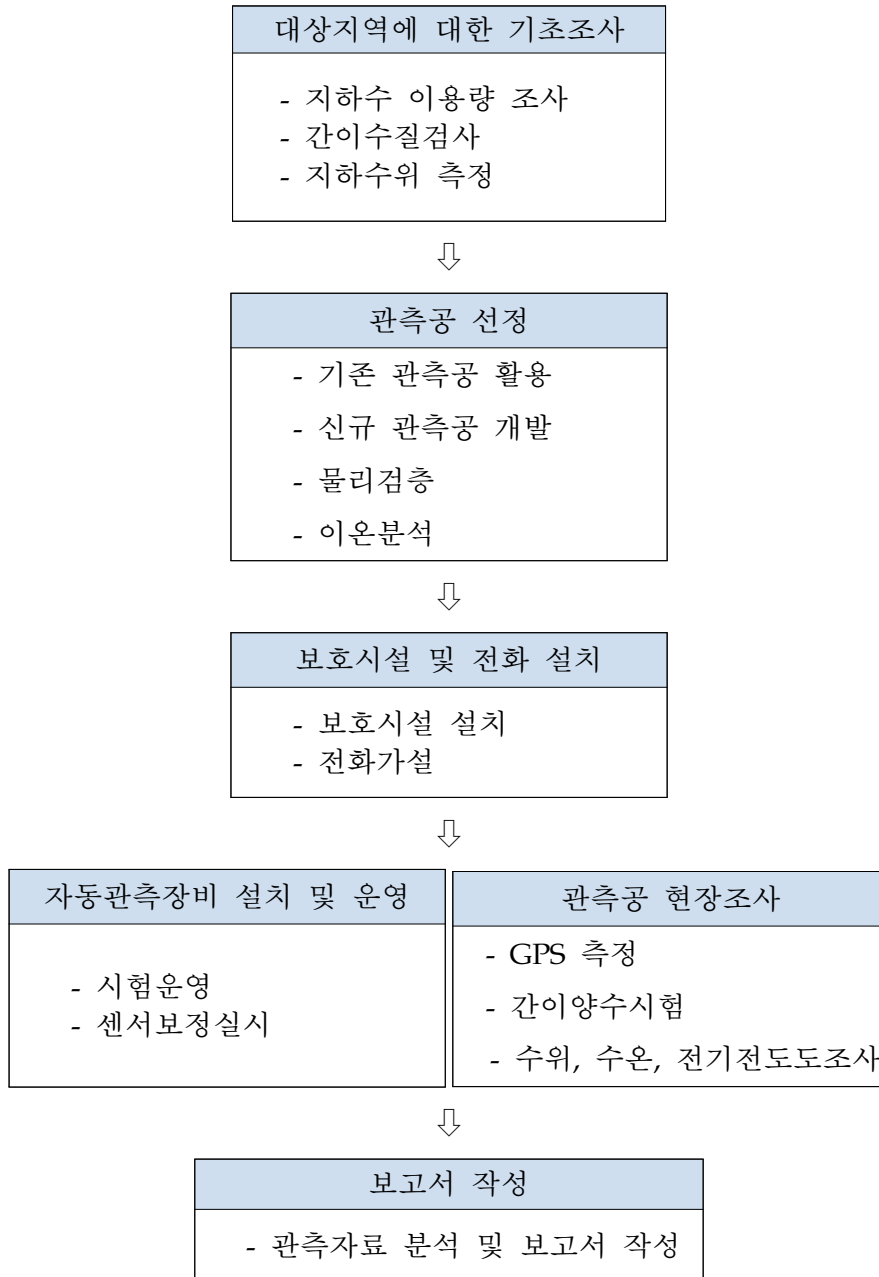 대상지역에 대한 기초조사
- 지하수 이용량 조사
- 간이수질검사
- 지하수위 측정
⇩
관측공 선정
- 기존 관측공 활용
- 신규 관측공 개발
- 물리검층
- 이온분석
⇩
보호시설 및 전화 설치
- 보호시설 설치
- 전화가설
⇩
자동관측장비 설치 및 운영
- 시험운영
- 센서보정실시
관측공 현장조사
- GPS 측정
- 간이양수시험
- 수위, 수온, 전기전도도조사
⇩
보고서 작성
- 관측자료 분석 및 보고서 작성